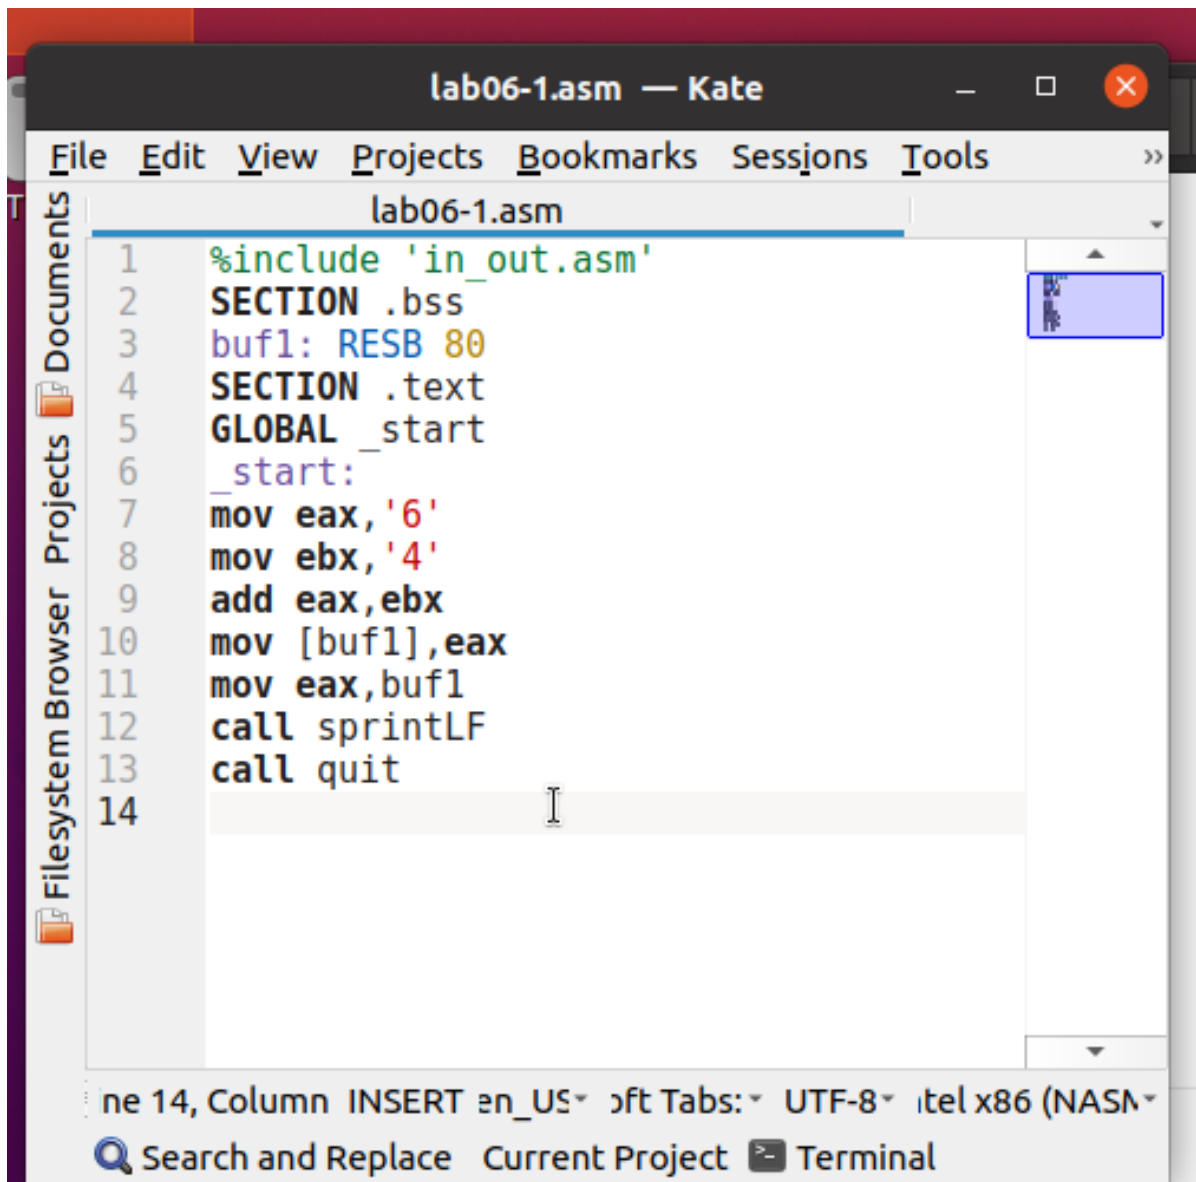 lab06-1.asm — Kate
File Edit View Projects Bookmarks Sessions Tools »
lab06-1.asm
Documents
Projects
Filesystem Browser
1 %include 'in_out.asm'
2 SECTION .bss
3 buf1: RESB 80
4 SECTION .text
5 GLOBAL _start
6 _start:
7 mov eax,'6'
8 mov ebx,'4'
9 add eax,ebx
10 mov [buf1],eax
11 mov eax,buf1
12 call sprintLF
13 call quit
14
ne 14, Column INSERT en_US Tabs: UTF-8 x86
Search and Replace Current Project Terminal